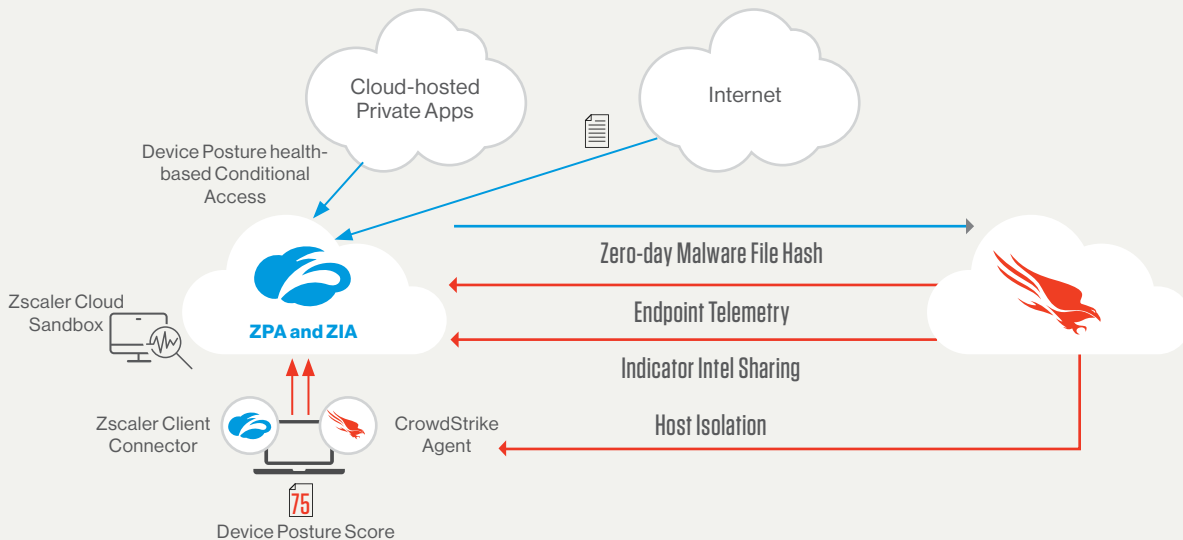 Cloud-hosted
Private Apps
Internet
Device Posture health-
based Conditional
Access
Zero-day Malware File Hash
Endpoint Telemetry
Indicator Intel Sharing
Host Isolation
Zscaler Cloud
Sandbox
ZPA and ZIA
Zscaler Client
Connector
CrowdStrike
Agent
75
Device Posture Score